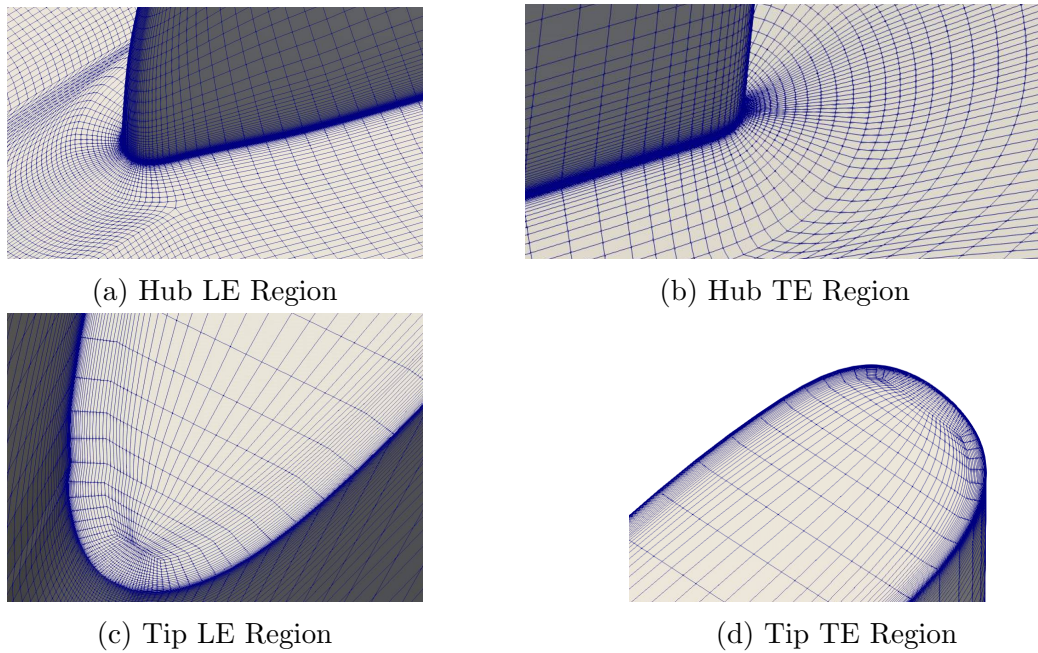 (a) Hub LE Region
(b) Hub TE Region
(c) Tip LE Region
(d) Tip TE Region